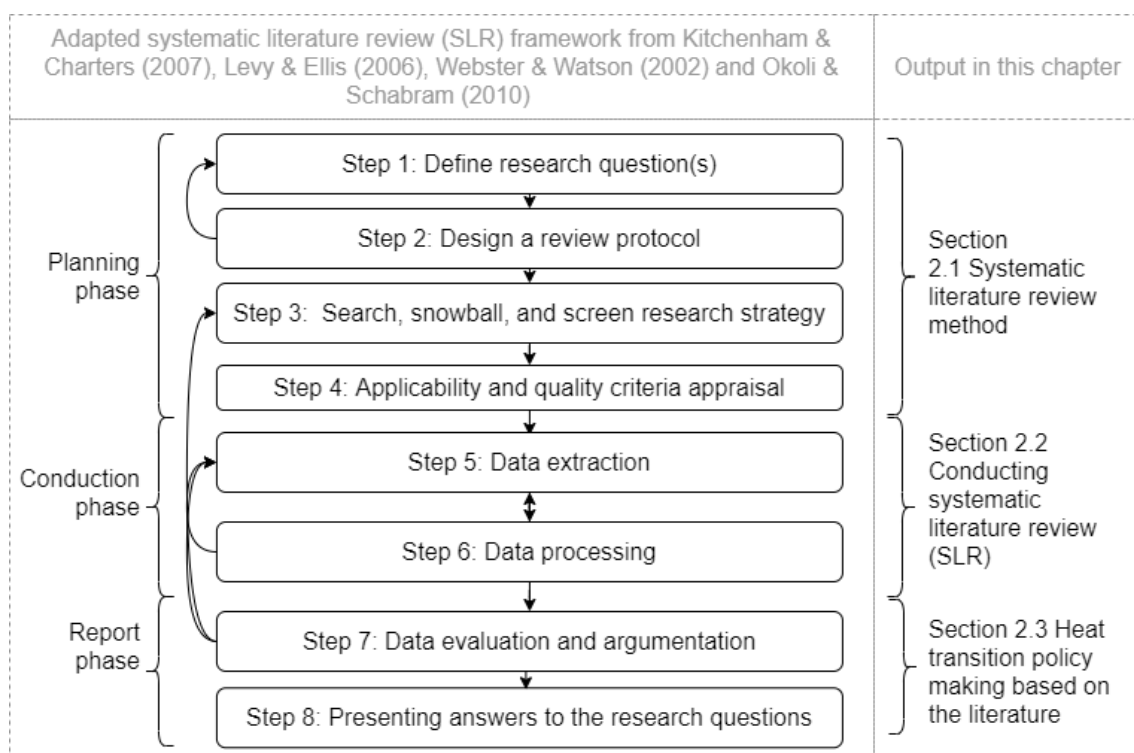 Adapted systematic literature review (SLR) framework from Kitchenham &
Charters (2007), Levy & Ellis (2006), Webster & Watson (2002) and Okoli &
Schabram (2010)
Output in this chapter
Planning
phase
Step 1: Define research question(s)
Step 2: Design a review protocol
Step 3:  Search, snowball, and screen research strategy
Step 4: Applicability and quality criteria appraisal
Section
2.1 Systematic
literature review
method
Conduction
phase
Step 5: Data extraction
Step 6: Data processing
Section 2.2
Conducting
systematic
literature review
(SLR)
Report
phase
Step 7: Data evaluation and argumentation
Step 8: Presenting answers to the research questions
Section 2.3 Heat
transition policy
making based on
the literature